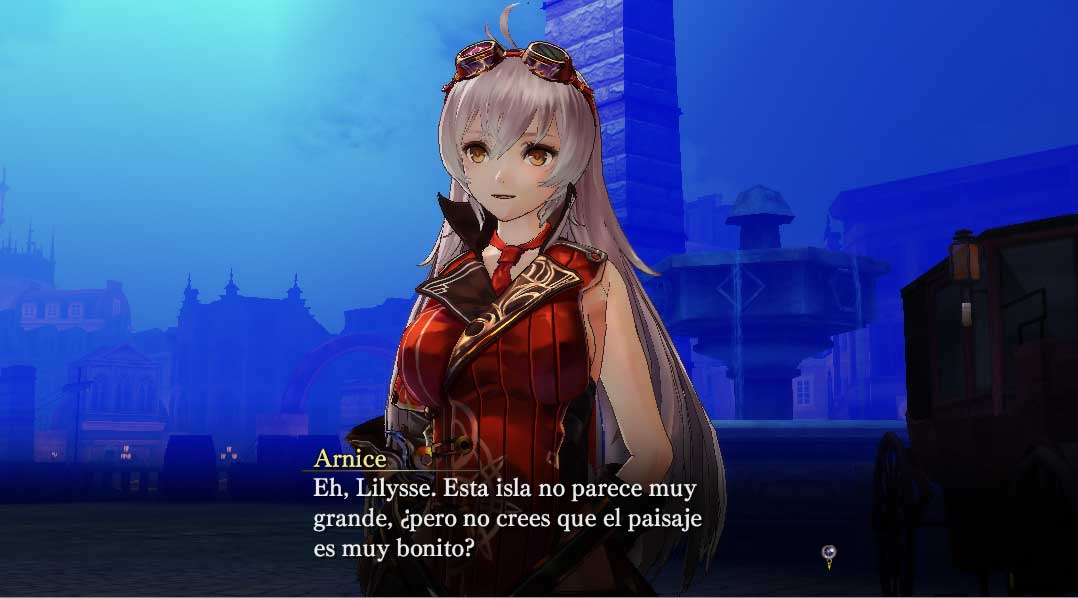 Arnice
Eh, Lilysse. Esta isla no parece muy
grande, ¿pero no crees que el paisaje
es muy bonito?